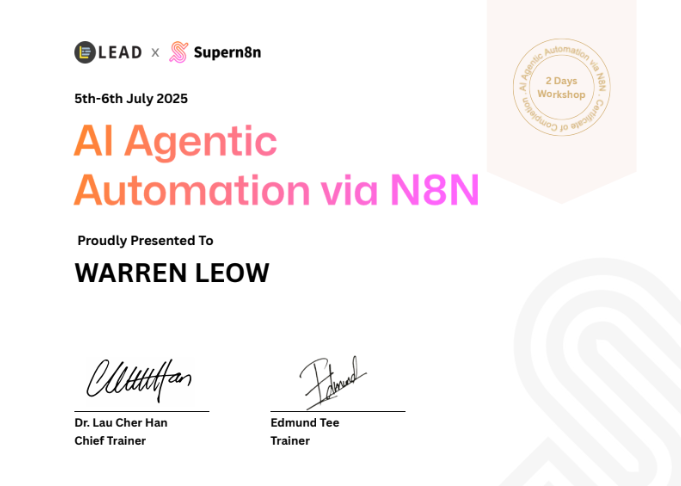 LEAD x Supern8n
5th-6th July 2025
AI Agentic
Automation via N8N
AI Agentic Automation via N8N . Certificate of Completion
2 Days
Workshop
Proudly Presented To
WARREN LEOW
Dr. Lau Cher Han
Chief Trainer
Edmund
Edmund Tee
Trainer